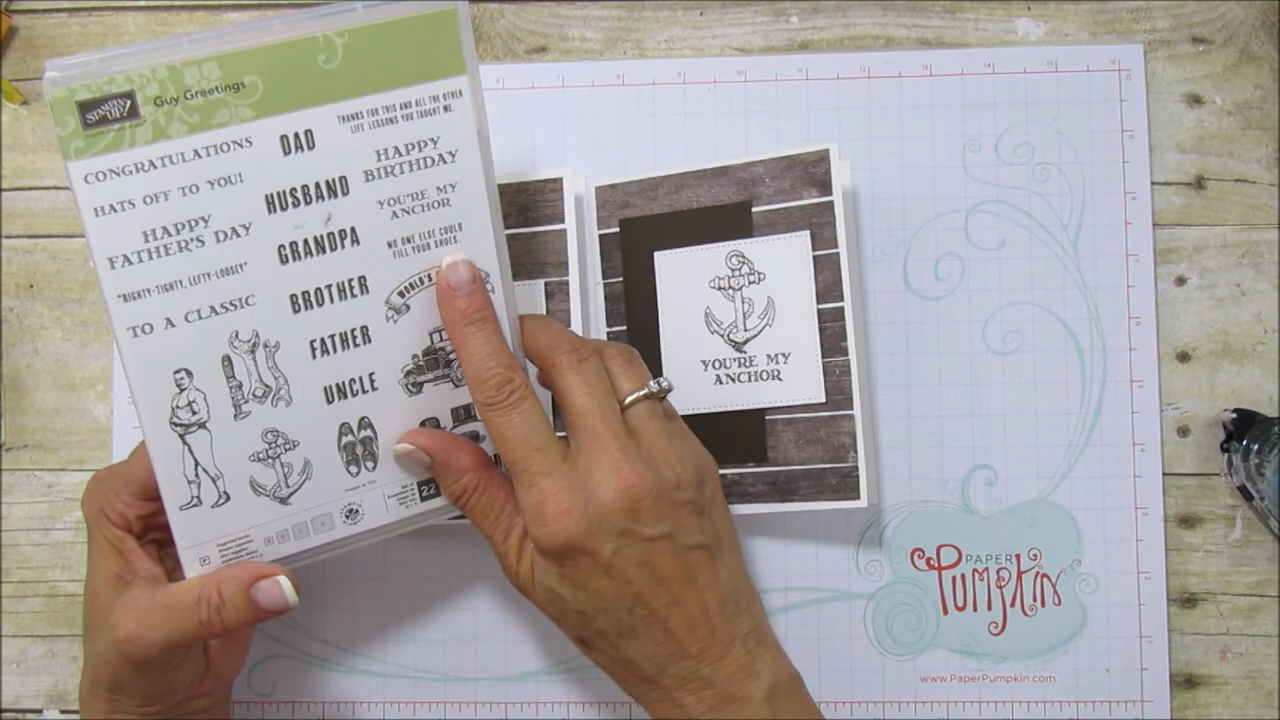 STAMPIN' UP!
Guy Greetings
CONGRATULATIONS
HATS OFF TO YOU!
HAPPY
FATHER'S DAY
"RIGHTY-TIGHTY, LEFTY-LOOSEY"
TO A CLASSIC
DAD
HUSBAND
GRANDPA
BROTHER
FATHER
UNCLE
THANKS FOR THIS AND ALL THE OTHER
LIFE LESSONS YOU TAUGHT ME.
HAPPY
BIRTHDAY
YOU'RE MY
ANCHOR
NO ONE ELSE COULD
FILL YOUR SHOES.
WORLD'S
22
YOU'RE MY
ANCHOR
PAPER
PUMPKIN
www.PaperPumpkin.com